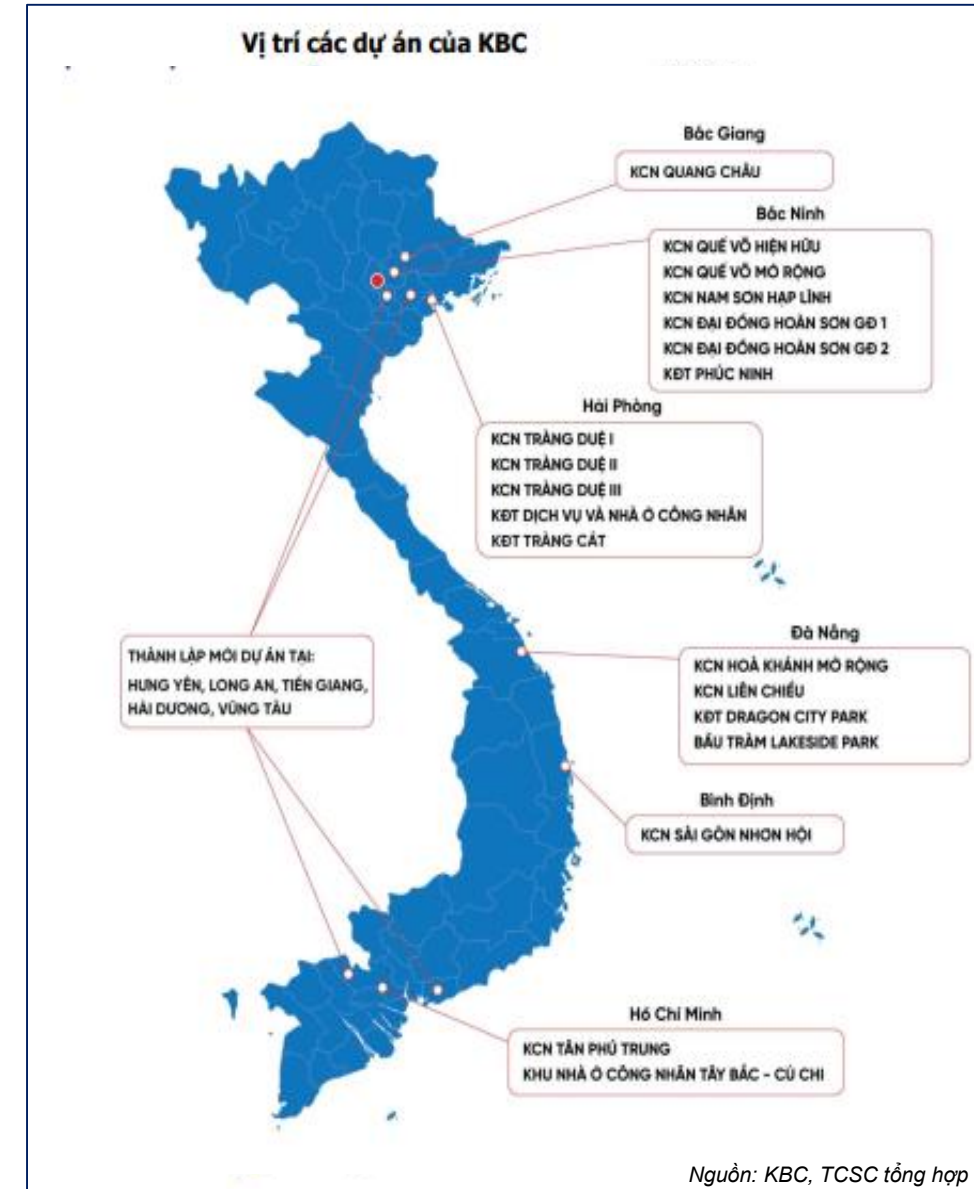 Vị trí các dự án của KBC
Bắc Giang
KCN QUANG CHÂU
Bắc Ninh
KCN QUẾ VÕ HIỆN HỮU
KCN QUẾ VÕ MỞ RỘNG
KCN NAM SƠN HẠP LĨNH
KCN ĐẠI ĐỒNG HOÀN SƠN GĐ 1
KCN ĐẠI ĐỒNG HOÀN SƠN GĐ 2
KĐT PHÚC NINH
Hải Phòng
KCN TRÀNG DUỆ I
KCN TRÀNG DUỆ II
KCN TRÀNG DUỆ III
KĐT DỊCH VỤ VÀ NHÀ Ở CÔNG NHÂN
KĐT TRÀNG CÁT
THÀNH LẬP MỚI DỰ ÁN TẠI:
HƯNG YÊN, LONG AN, TIỀN GIANG,
HẢI DƯƠNG, VŨNG TÀU
Đà Nẵng
KCN HOÀ KHÁNH MỞ RỘNG
KCN LIÊN CHIỂU
KĐT DRAGON CITY PARK
BÀU TRÀM LAKESIDE PARK
Bình Định
KCN SÀI GÒN NHƠN HỘI
Hồ Chí Minh
KCN TÂN PHÚ TRUNG
KHU NHÀ Ở CÔNG NHÂN TÂY BẮC - CỦ CHI
Nguồn: KBC, TCSC tổng hợp